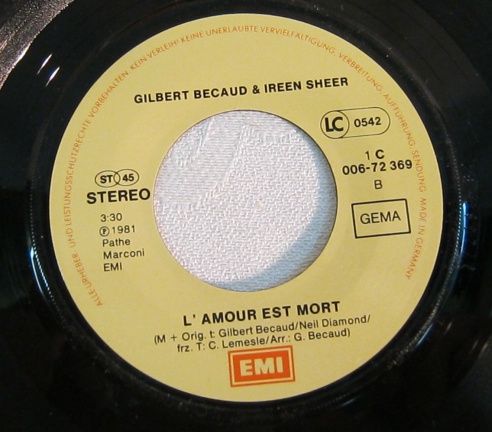 ALLE URHEBER- UND LEISTUNGSSCHUTZRECHTE VORBEHALTEN. KEIN VERLEIH! KEINE UNERLAUBTE VERVIELFÄLTIGUNG, VERBREITUNG, AUFFÜHRUNG, SENDUNG. MADE IN GERMANY
GILBERT BECAUD & IREEN SHEER
LC 0542
1 C
006-72 369
B
GEMA
ST 45
STEREO
3:30
Ⓟ 1981
Pathe
Marconi
EMI
L' AMOUR EST MORT
(M + Orig. t: Gilbert Becaud/Neil Diamond/
frz. T: C. Lemesle/Arr.: G. Becaud)
EMI